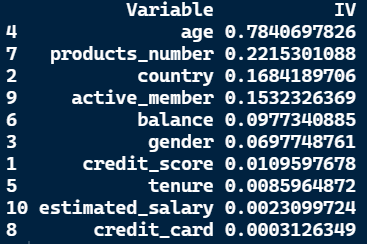 Variable IV
4 age 0.7840697826
7 products_number 0.2215301088
2 country 0.1684189706
9 active_member 0.1532326369
6 balance 0.0977340885
3 gender 0.0697748761
1 credit_score 0.0109597678
5 tenure 0.0085964872
10 estimated_salary 0.0023099724
8 credit_card 0.0003126349